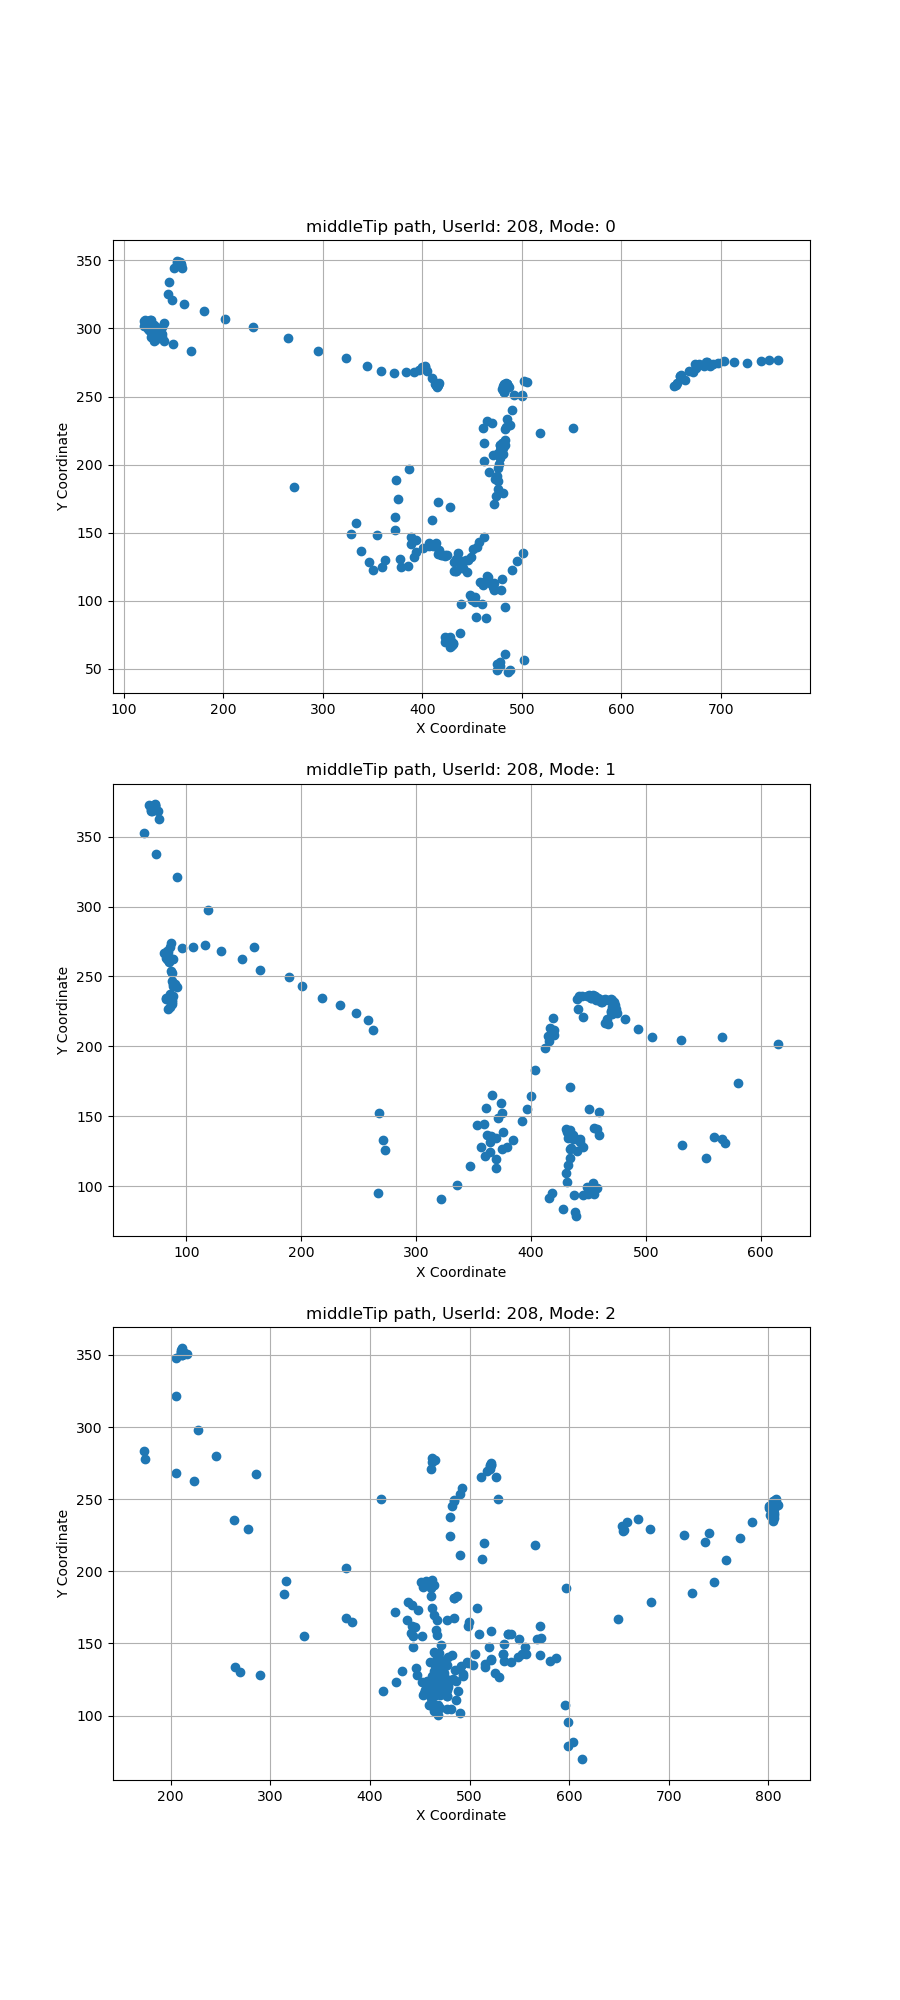 middleTip path, UserId: 208, Mode: 0
350
300
250
200
150
100
50
Y Coordinate
100 200 300 400 500 600 700
X Coordinate
middleTip path, UserId: 208, Mode: 1
350
300
250
200
150
100
Y Coordinate
100 200 300 400 500 600
X Coordinate
middleTip path, UserId: 208, Mode: 2
350
300
250
200
150
100
Y Coordinate
200 300 400 500 600 700 800
X Coordinate